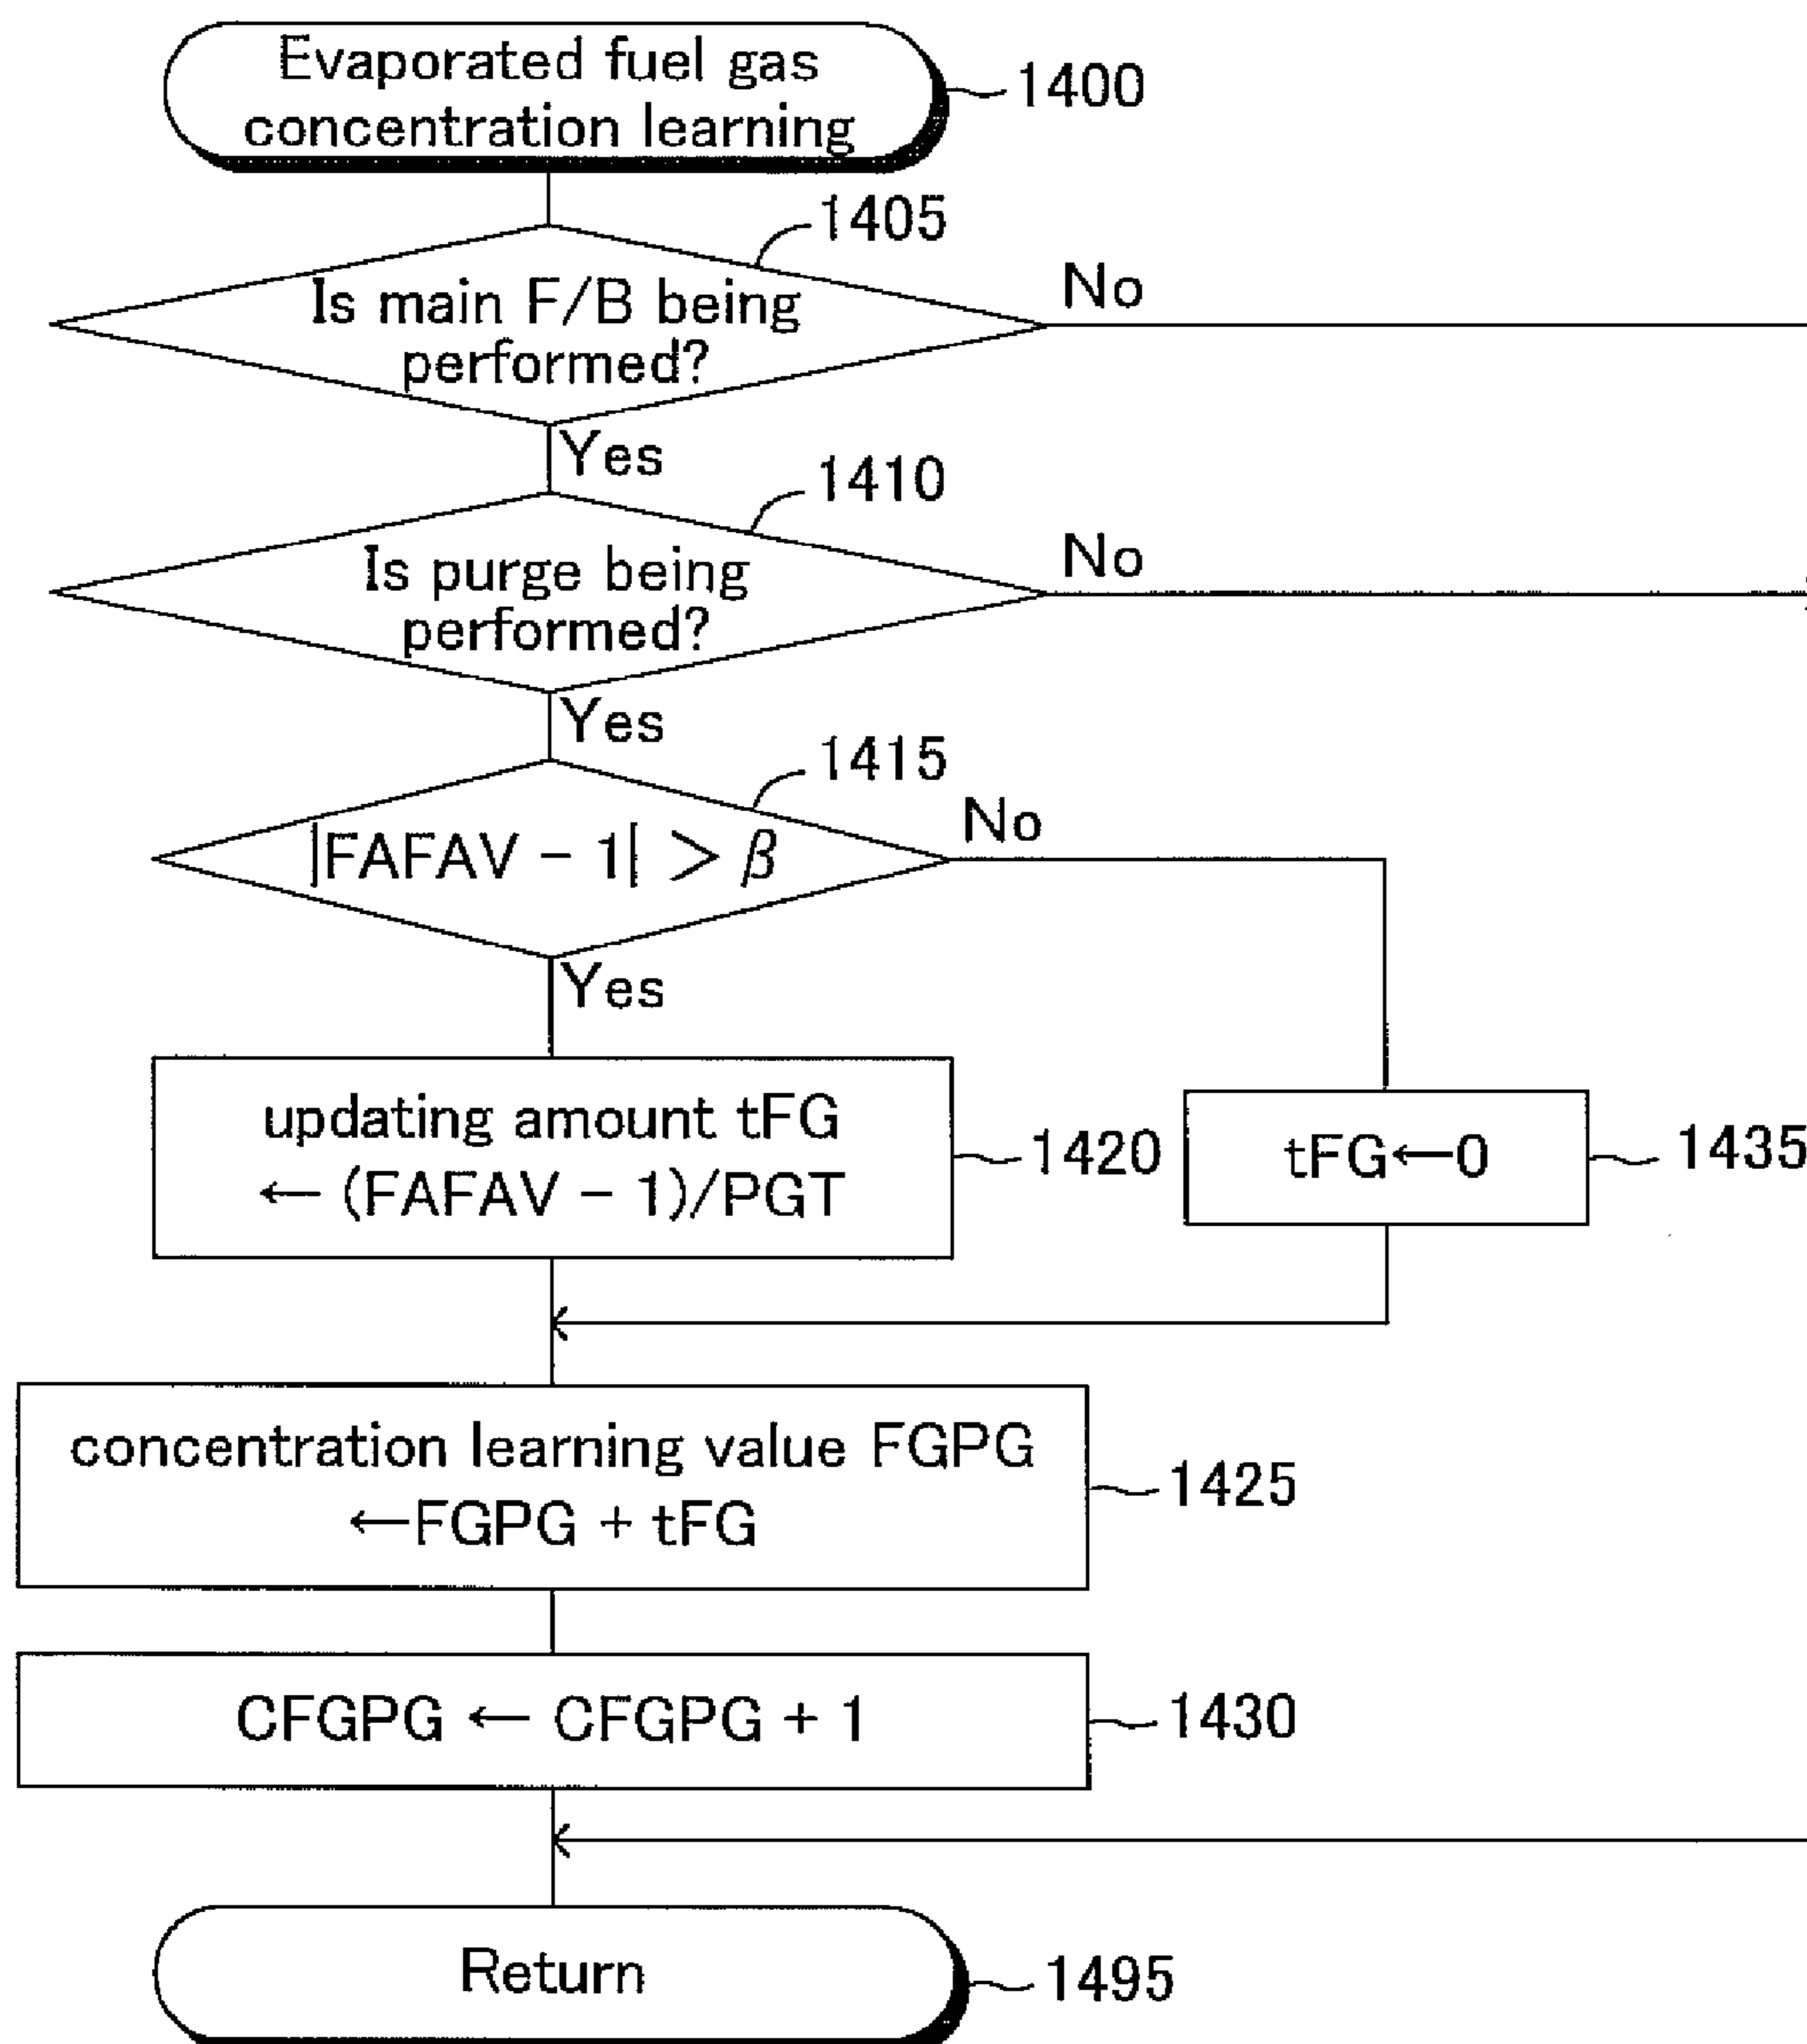 Evaporated fuel gas
concentration learning
1400
1405
Is main F/B being
performed?
No
Yes
1410
Is purge being
performed?
No
Yes
1415
|FAFAV - 1| > β
No
Yes
updating amount tFG
← (FAFAV - 1)/PGT
1420
tFG←0
1435
concentration learning value FGPG
←FGPG + tFG
1425
CFGPG ← CFGPG + 1
1430
Return
1495